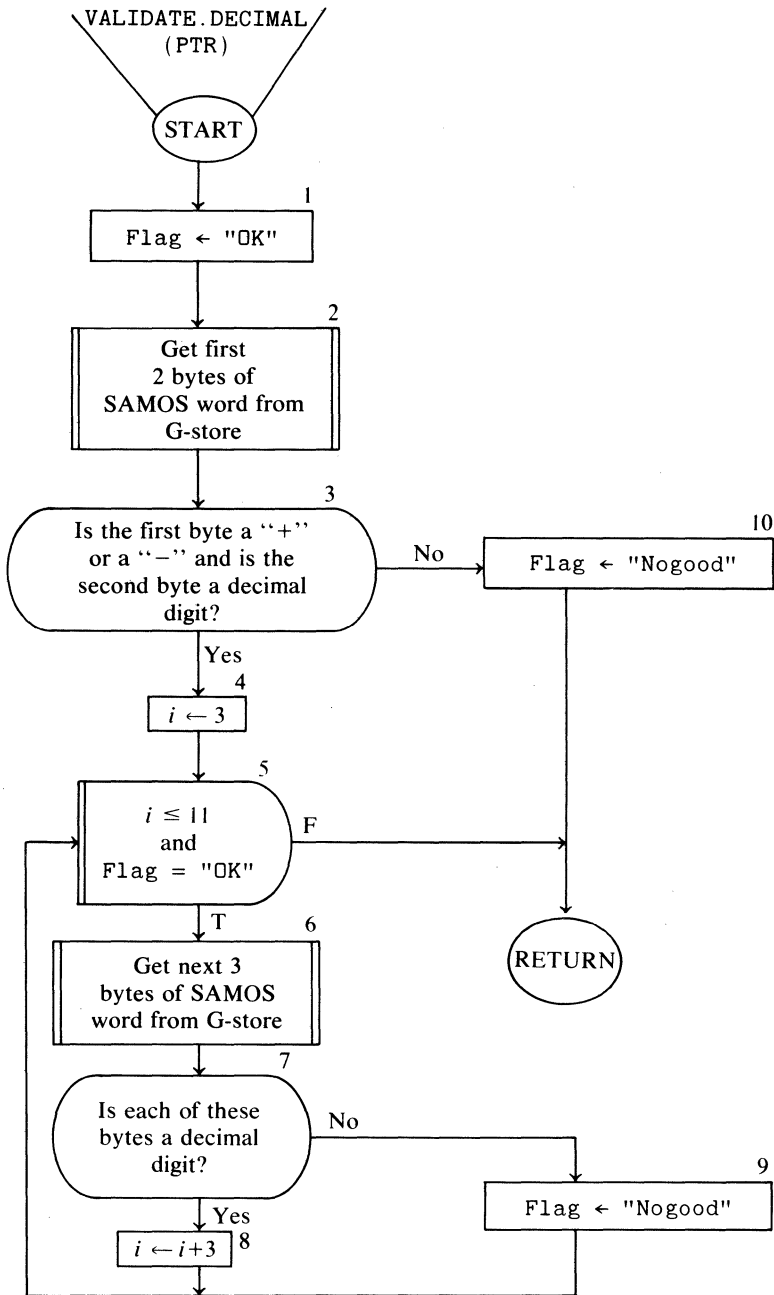 VALIDATE.DECIMAL
(PTR)
START
1
Flag ← "OK"
2
Get first
2 bytes of
SAMOS word from
G-store
3
Is the first byte a “+”
or a “−” and is the
second byte a decimal
digit?
No
10
Flag ← "Nogood"
Yes
4
i ← 3
5
i ≤ 11
and
Flag = "OK"
F
T
RETURN
6
Get next 3
bytes of SAMOS
word from G-store
7
Is each of these
bytes a decimal
digit?
No
9
Flag ← "Nogood"
Yes
8
i ← i+3